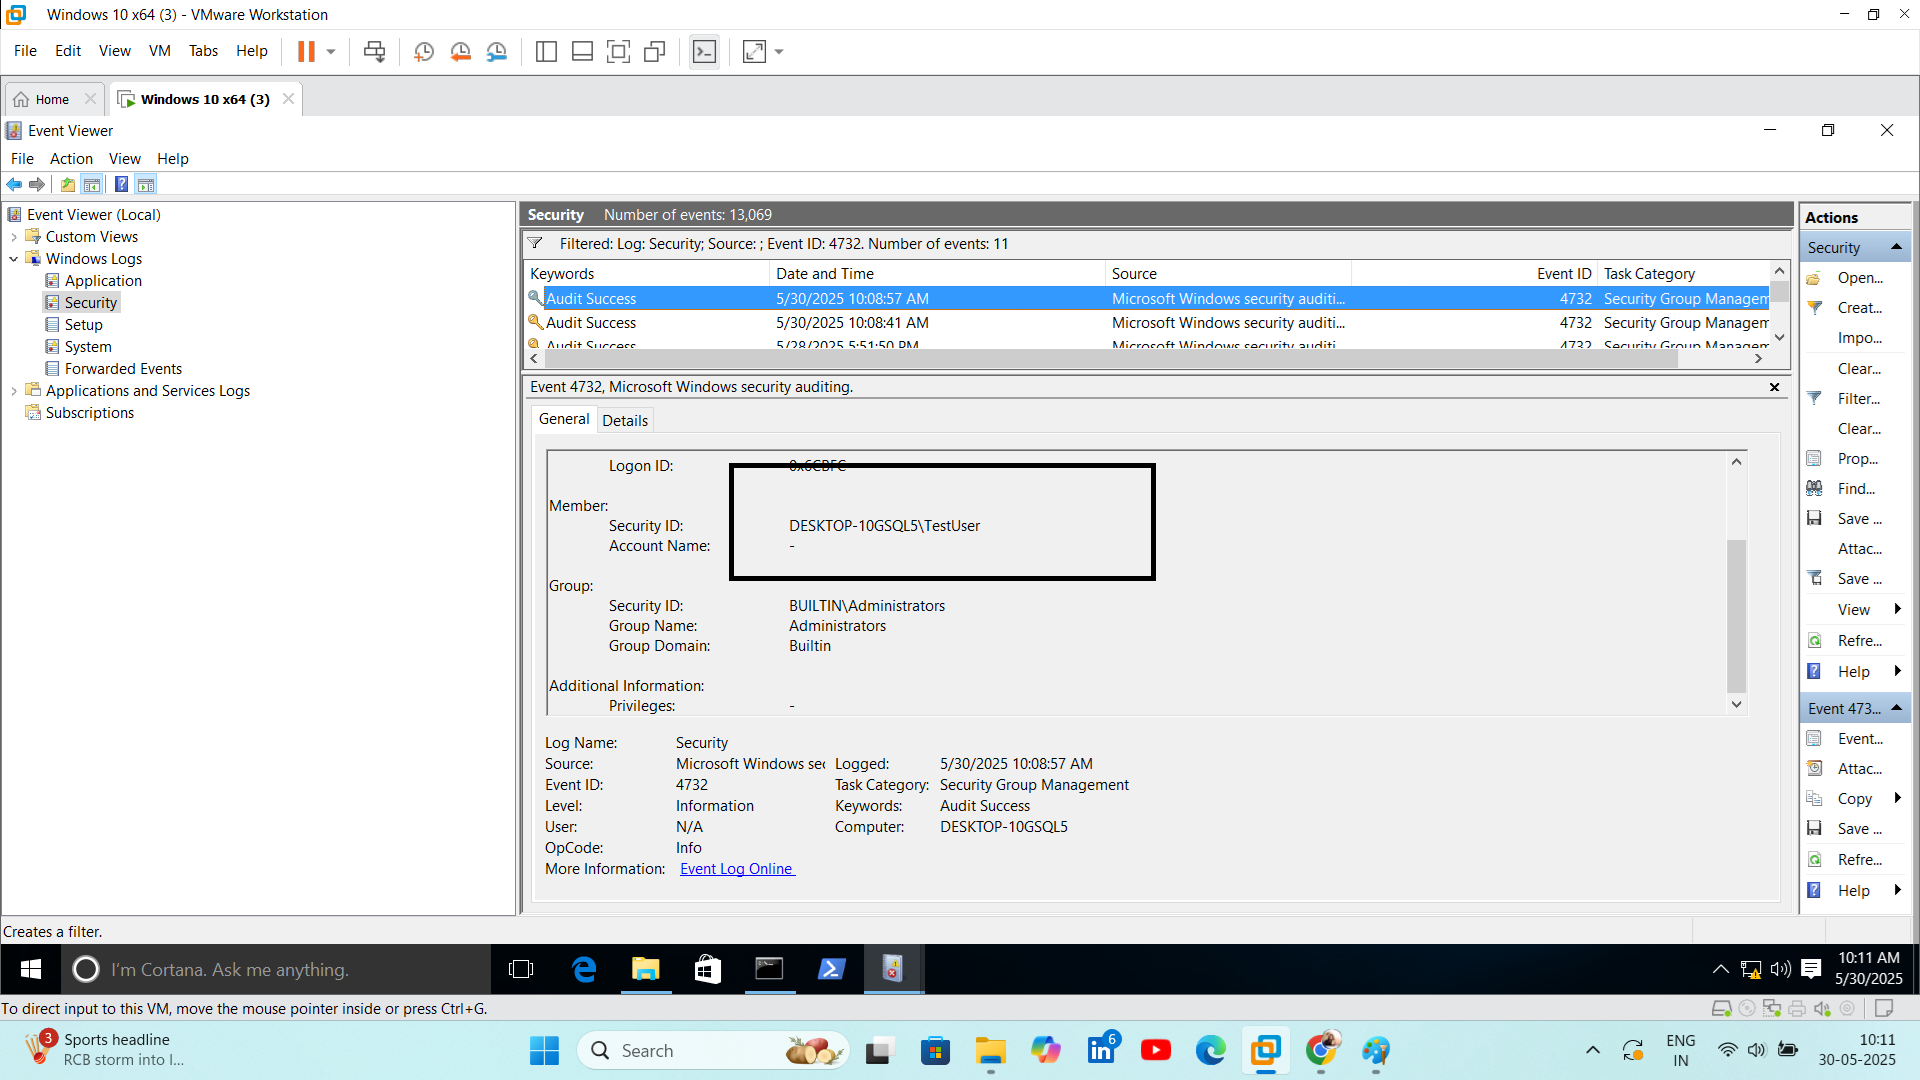 Windows 10 x64 (3) - VMware Workstation
File Edit View VM Tabs Help
Home Windows 10 x64 (3)
Event Viewer
File Action View Help
Event Viewer (Local)
Custom Views
Windows Logs
Application
Security
Setup
System
Forwarded Events
Applications and Services Logs
Subscriptions
Security Number of events: 13,069
Filtered: Log: Security; Source: ; Event ID: 4732. Number of events: 11
Keywords Date and Time Source Event ID Task Category
Audit Success 5/30/2025 10:08:57 AM Microsoft Windows security auditi... 4732 Security Group Managem
Audit Success 5/30/2025 10:08:41 AM Microsoft Windows security auditi... 4732 Security Group Managem
Audit Success 5/28/2025 5:51:50 PM Microsoft Windows security auditi... 4732 Security Group Managem
Event 4732, Microsoft Windows security auditing.
General Details
Logon ID:
Member:
Security ID: DESKTOP-10GSQL5\TestUser
Account Name: -
Group:
Security ID: BUILTIN\Administrators
Group Name: Administrators
Group Domain: Builtin
Additional Information:
Privileges: -
Log Name: Security
Source: Microsoft Windows sec Logged: 5/30/2025 10:08:57 AM
Event ID: 4732 Task Category: Security Group Management
Level: Information Keywords: Audit Success
User: N/A Computer: DESKTOP-10GSQL5
OpCode: Info
More Information: Event Log Online
Actions
Security
Open...
Creat...
Impo...
Clear...
Filter...
Clear...
Prop...
Find...
Save ...
Attac...
Save ...
View
Refre...
Help
Event 473...
Event...
Attac...
Copy
Save ...
Refre...
Help
Creates a filter.
I'm Cortana. Ask me anything.
10:11 AM
5/30/2025
To direct input to this VM, move the mouse pointer inside or press Ctrl+G.
3
Sports headline
RCB storm into I...
Search
6
ENG
IN
10:11
30-05-2025